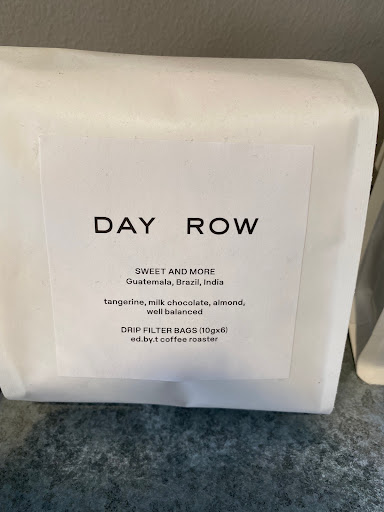 DAY ROW
SWEET AND MORE
Guatemala, Brazil, India
tangerine, milk chocolate, almond,
well balanced
DRIP FILTER BAGS (10gx6)
ed.by.t coffee roaster